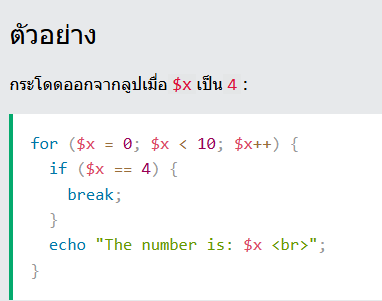 ตัวอย่าง
กระโดดออกจากลูปเมื่อ $x เป็น 4 :
for ($x = 0; $x < 10; $x++) {
  if ($x == 4) {
    break;
  }
  echo "The number is: $x <br>";
}